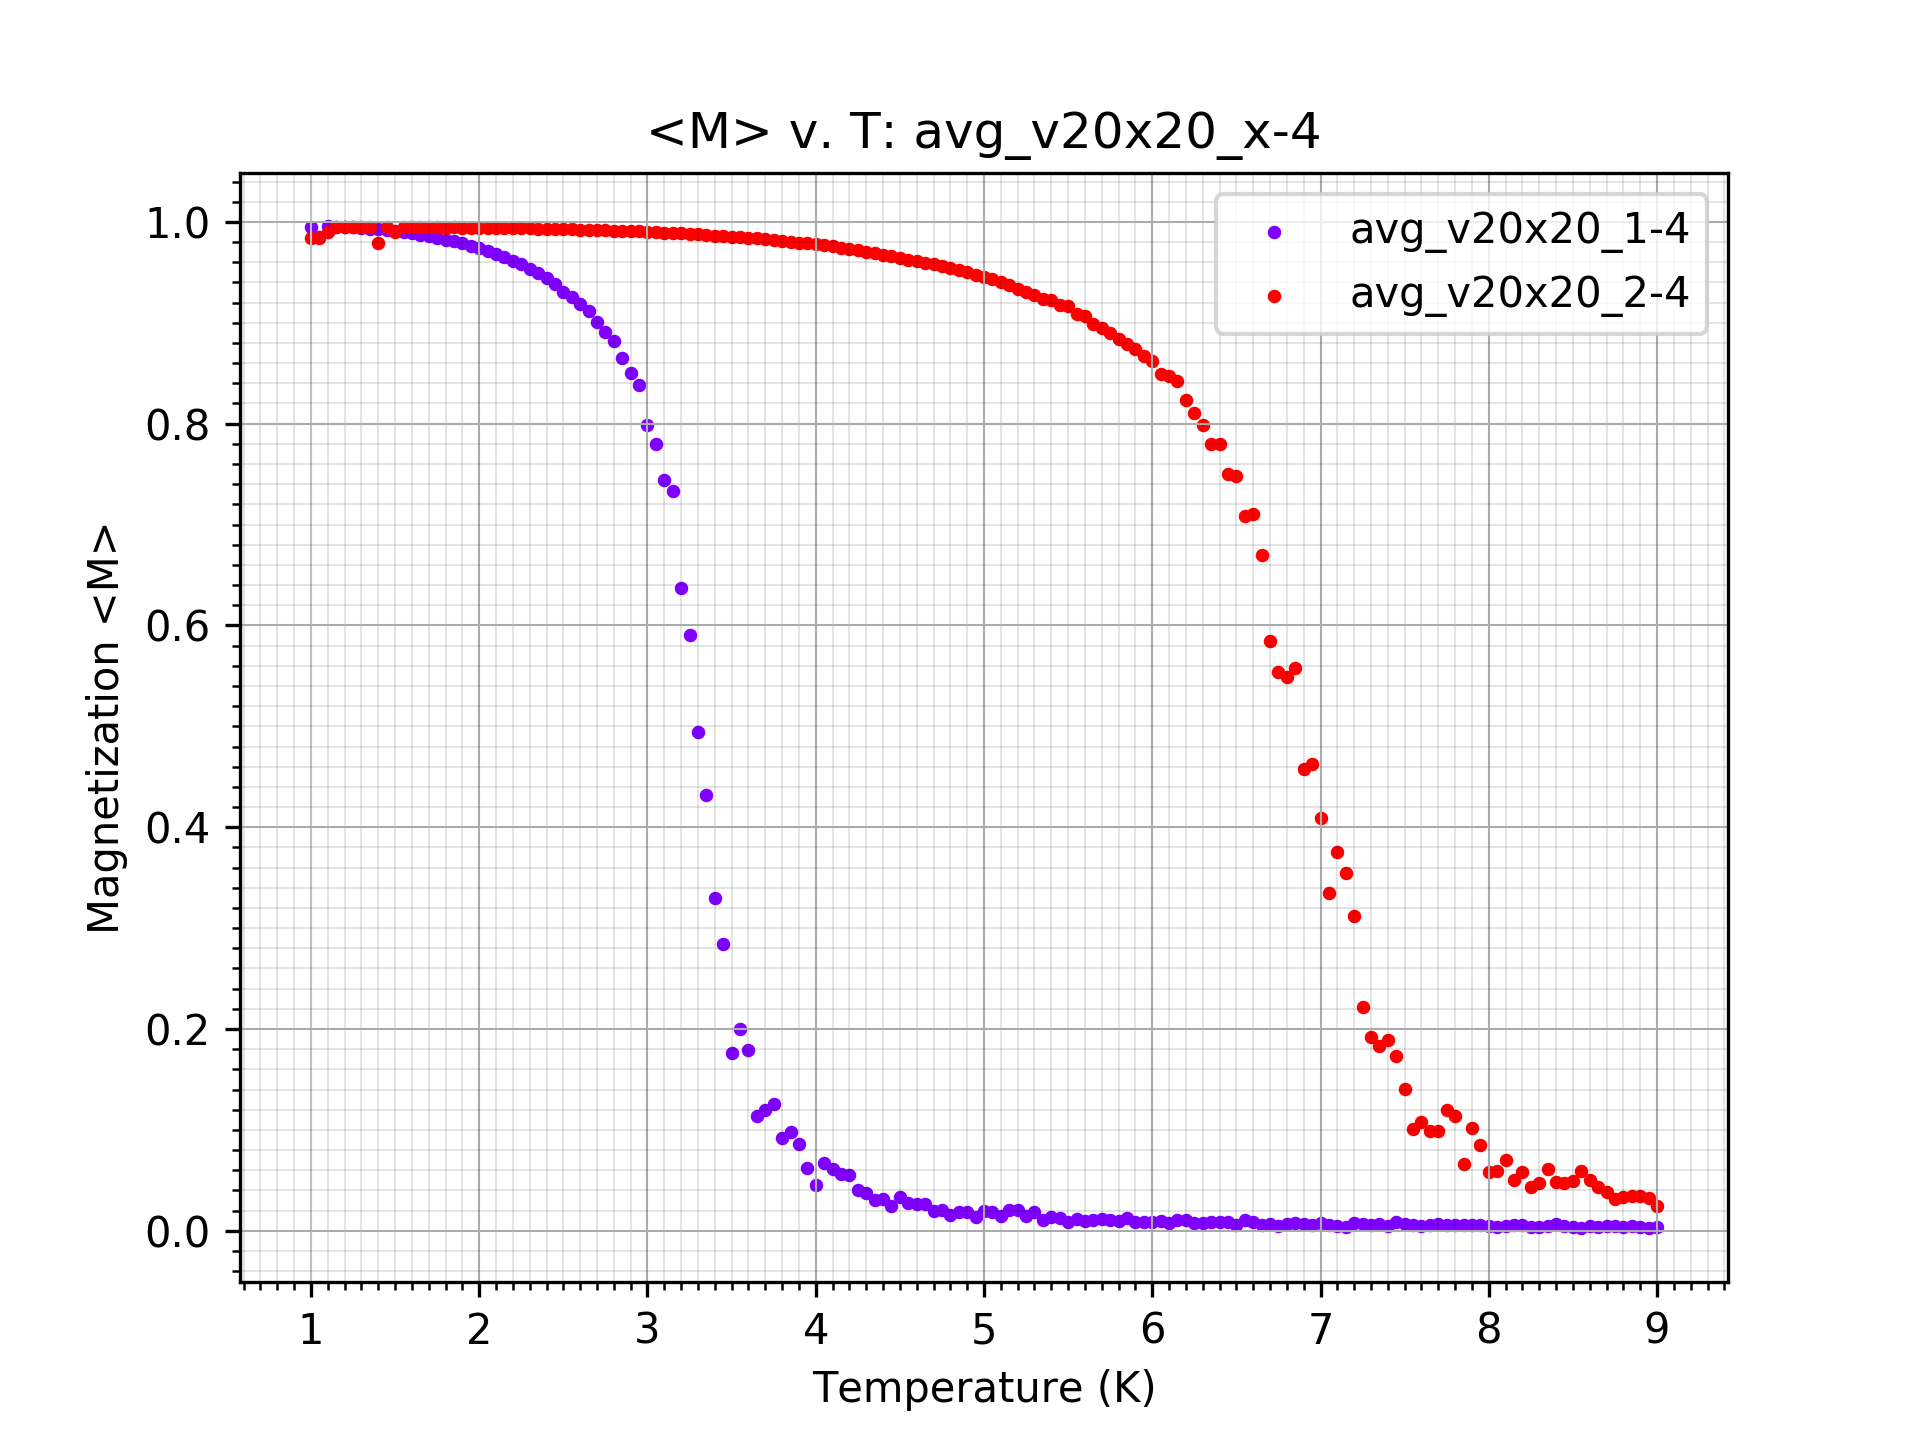 <M> v. T: avg_v20x20_x-4
avg_v20x20_1-4
avg_v20x20_2-4
Magnetization <M>
1.0
0.8
0.6
0.4
0.2
0.0
1 2 3 4 5 6 7 8 9
Temperature (K)